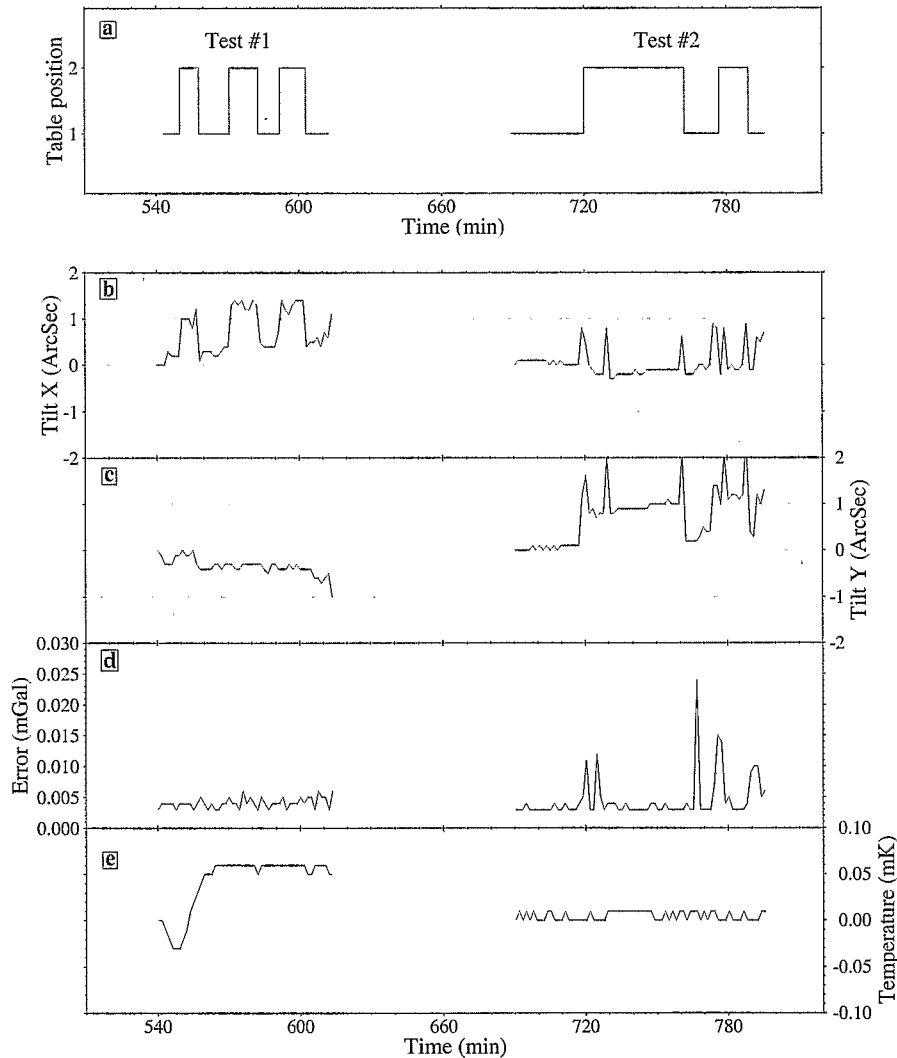 a
Test #1
Test #2
Table position
2
1
540
600
660
720
780
Time (min)
b
Tilt X (ArcSec)
2
1
0
-1
-2
c
2
1
0
-1
-2
Tilt Y (ArcSec)
d
Error (mGal)
0.030
0.025
0.020
0.015
0.010
0.005
0.000
e
0.10
0.05
0.00
-0.05
-0.10
Temperature (mK)
540
600
660
720
780
Time (min)